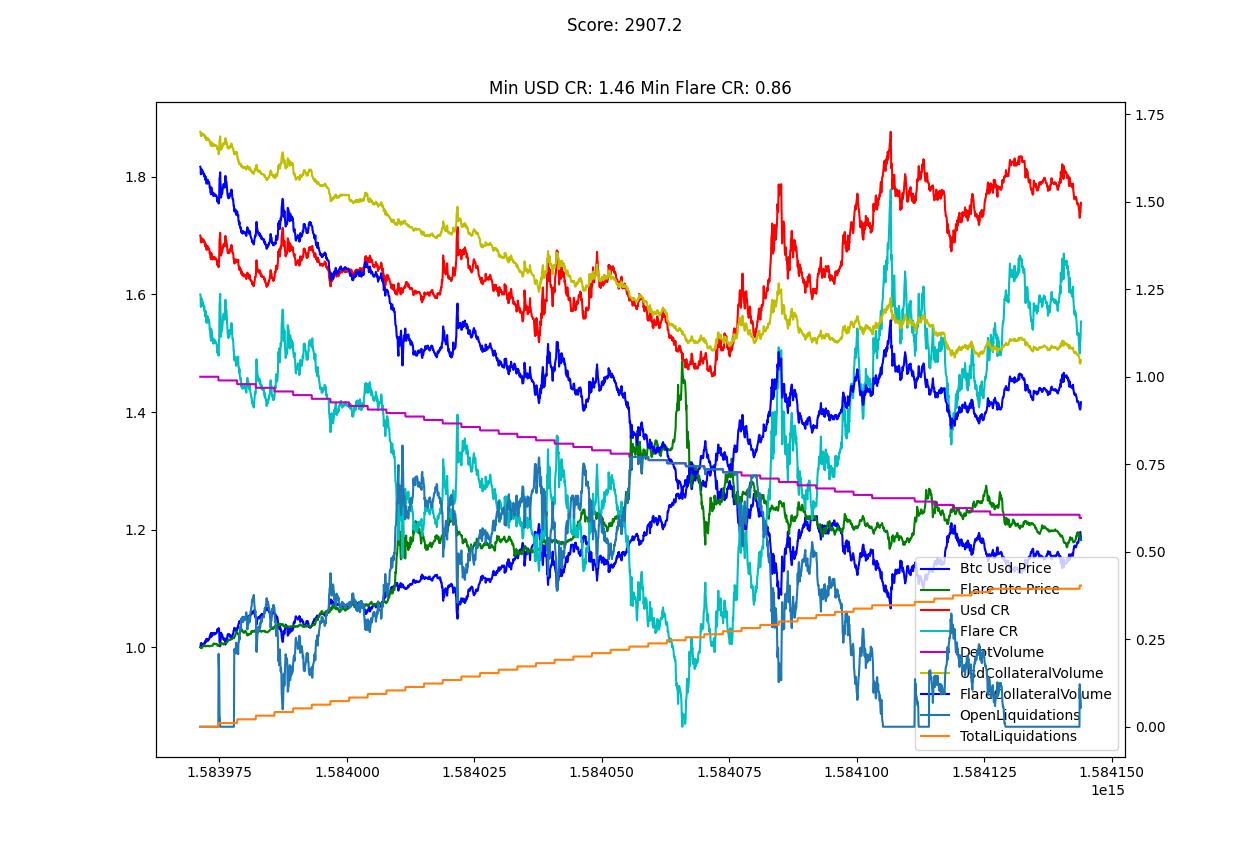 Score: 2907.2
Min USD CR: 1.46 Min Flare CR: 0.86
1.8
1.6
1.4
1.2
1.0
1.75
1.50
1.25
1.00
0.75
0.50
0.25
0.00
Btc Usd Price
Flare Btc Price
Usd CR
Flare CR
DebtVolume
UsdCollateralVolume
FlareCollateralVolume
OpenLiquidations
TotalLiquidations
1.583975 1.584000 1.584025 1.584050 1.584075 1.584100 1.584125 1.584150
1e15